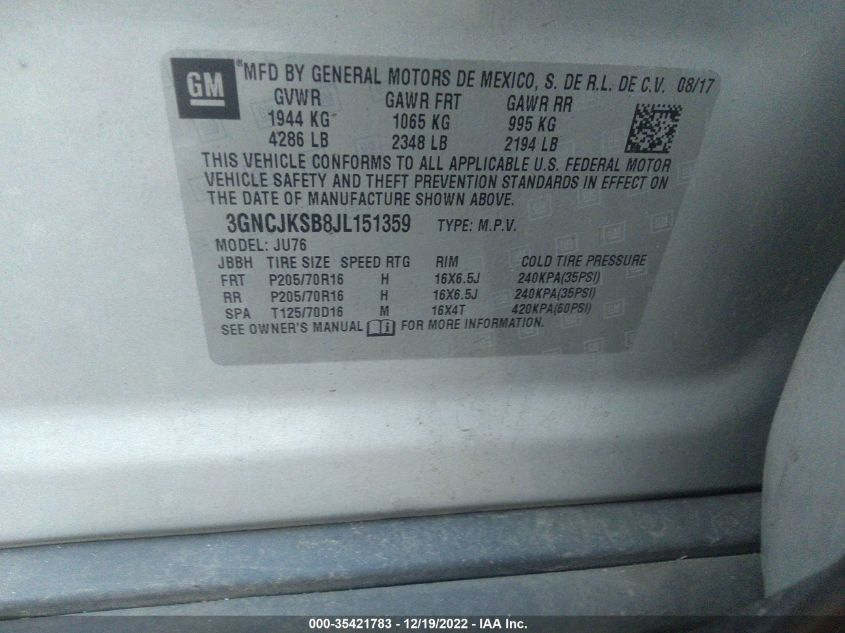 GM
®MFD BY GENERAL MOTORS DE MEXICO, S. DE R.L. DE C.V. 08/17
GVWR GAWR FRT GAWR RR
1944 KG 1065 KG 995 KG
4286 LB 2348 LB 2194 LB
THIS VEHICLE CONFORMS TO ALL APPLICABLE U.S. FEDERAL MOTOR
VEHICLE SAFETY AND THEFT PREVENTION STANDARDS IN EFFECT ON
THE DATE OF MANUFACTURE SHOWN ABOVE.
3GNCJKSB8JL151359 TYPE: M.P.V.
MODEL: JU76
JBBH TIRE SIZE SPEED RTG RIM COLD TIRE PRESSURE
FRT P205/70R16 H 16X6.5J 240KPA(35PSI)
RR P205/70R16 H 16X6.5J 240KPA(35PSI)
SPA T125/70D16 M 16X4T 420KPA(60PSI)
SEE OWNER'S MANUAL FOR MORE INFORMATION.
000-35421783 - 12/19/2022 - IAA Inc.